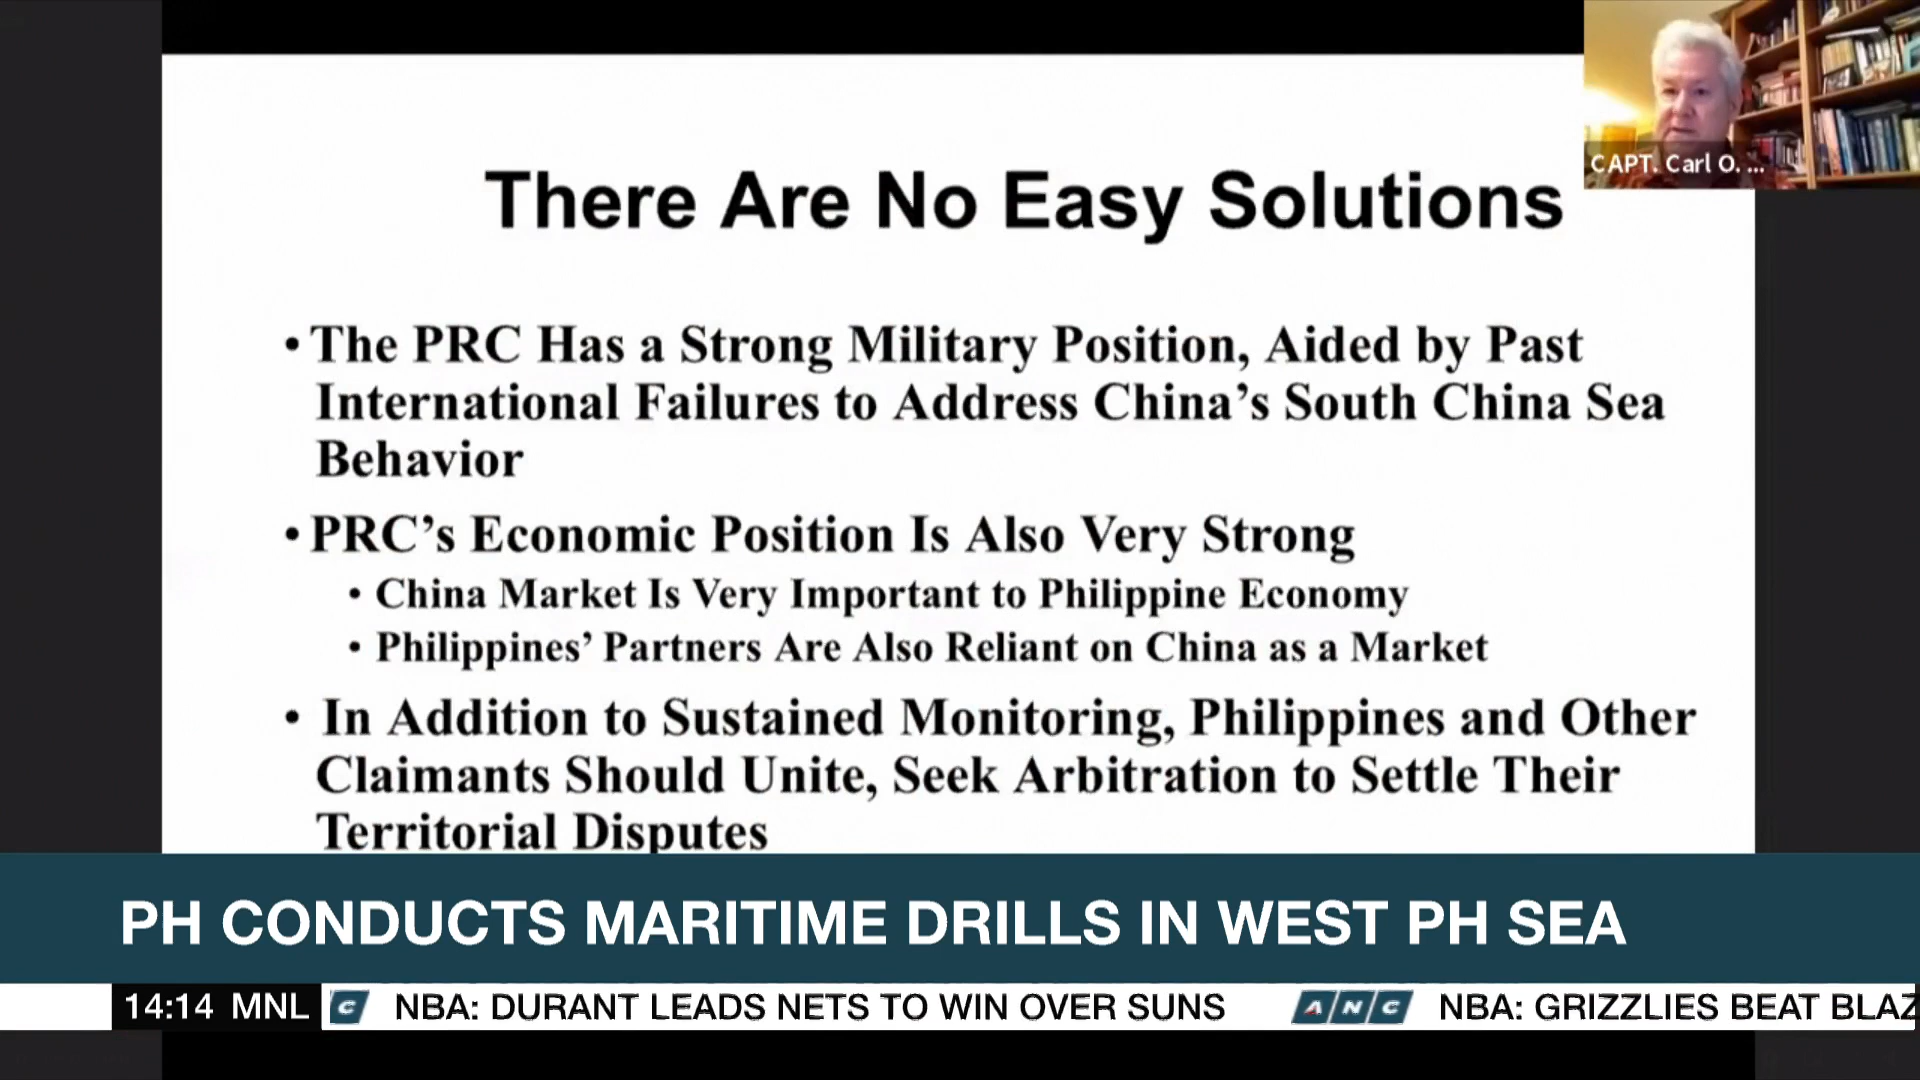 CAPT. Carl O. ...
There Are No Easy Solutions
• The PRC Has a Strong Military Position, Aided by Past
International Failures to Address China's South China Sea
Behavior
• PRC's Economic Position Is Also Very Strong
• China Market Is Very Important to Philippine Economy
• Philippines' Partners Are Also Reliant on China as a Market
• In Addition to Sustained Monitoring, Philippines and Other
Claimants Should Unite, Seek Arbitration to Settle Their
Territorial Disputes
PH CONDUCTS MARITIME DRILLS IN WEST PH SEA
14:14 MNL C NBA: DURANT LEADS NETS TO WIN OVER SUNS ANC NBA: GRIZZLIES BEAT BLAZ